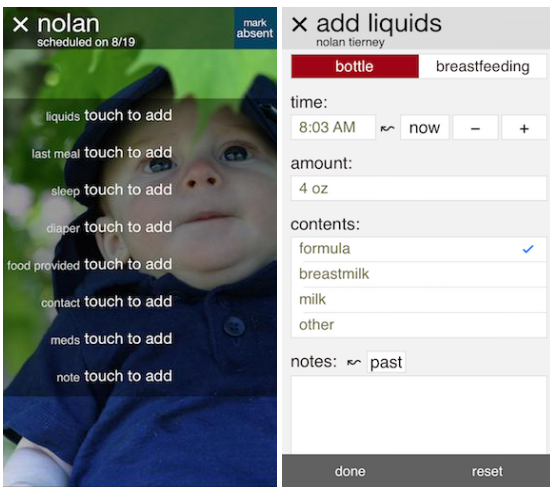 nolan
scheduled on 8/19
mark
absent
liquids touch to add
last meal touch to add
sleep touch to add
diaper touch to add
food provided touch to add
contact touch to add
meds touch to add
note touch to add
add liquids
nolan tierney
bottle breastfeeding
time:
8:03 AM now - +
amount:
4 oz
contents:
formula
breastmilk
milk
other
notes: past
done reset